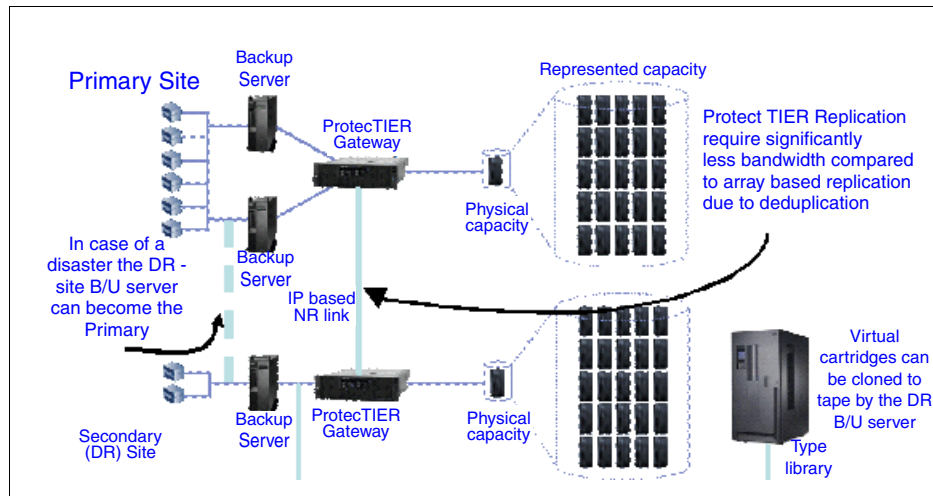 Primary Site
Backup
Server
ProtecTIER
Gateway
Represented capacity
Physical
capacity
Protect TIER Replication
require significantly
less bandwidth compared
to array based replication
due to deduplication
In case of a
disaster the DR -
site B/U server
can become the
Primary
Backup
Server
IP based
NR link
Secondary
(DR) Site
Backup
Server
ProtecTIER
Gateway
Physical
capacity
Virtual
cartridges can
be cloned to
tape by the DR
B/U server
Type
library